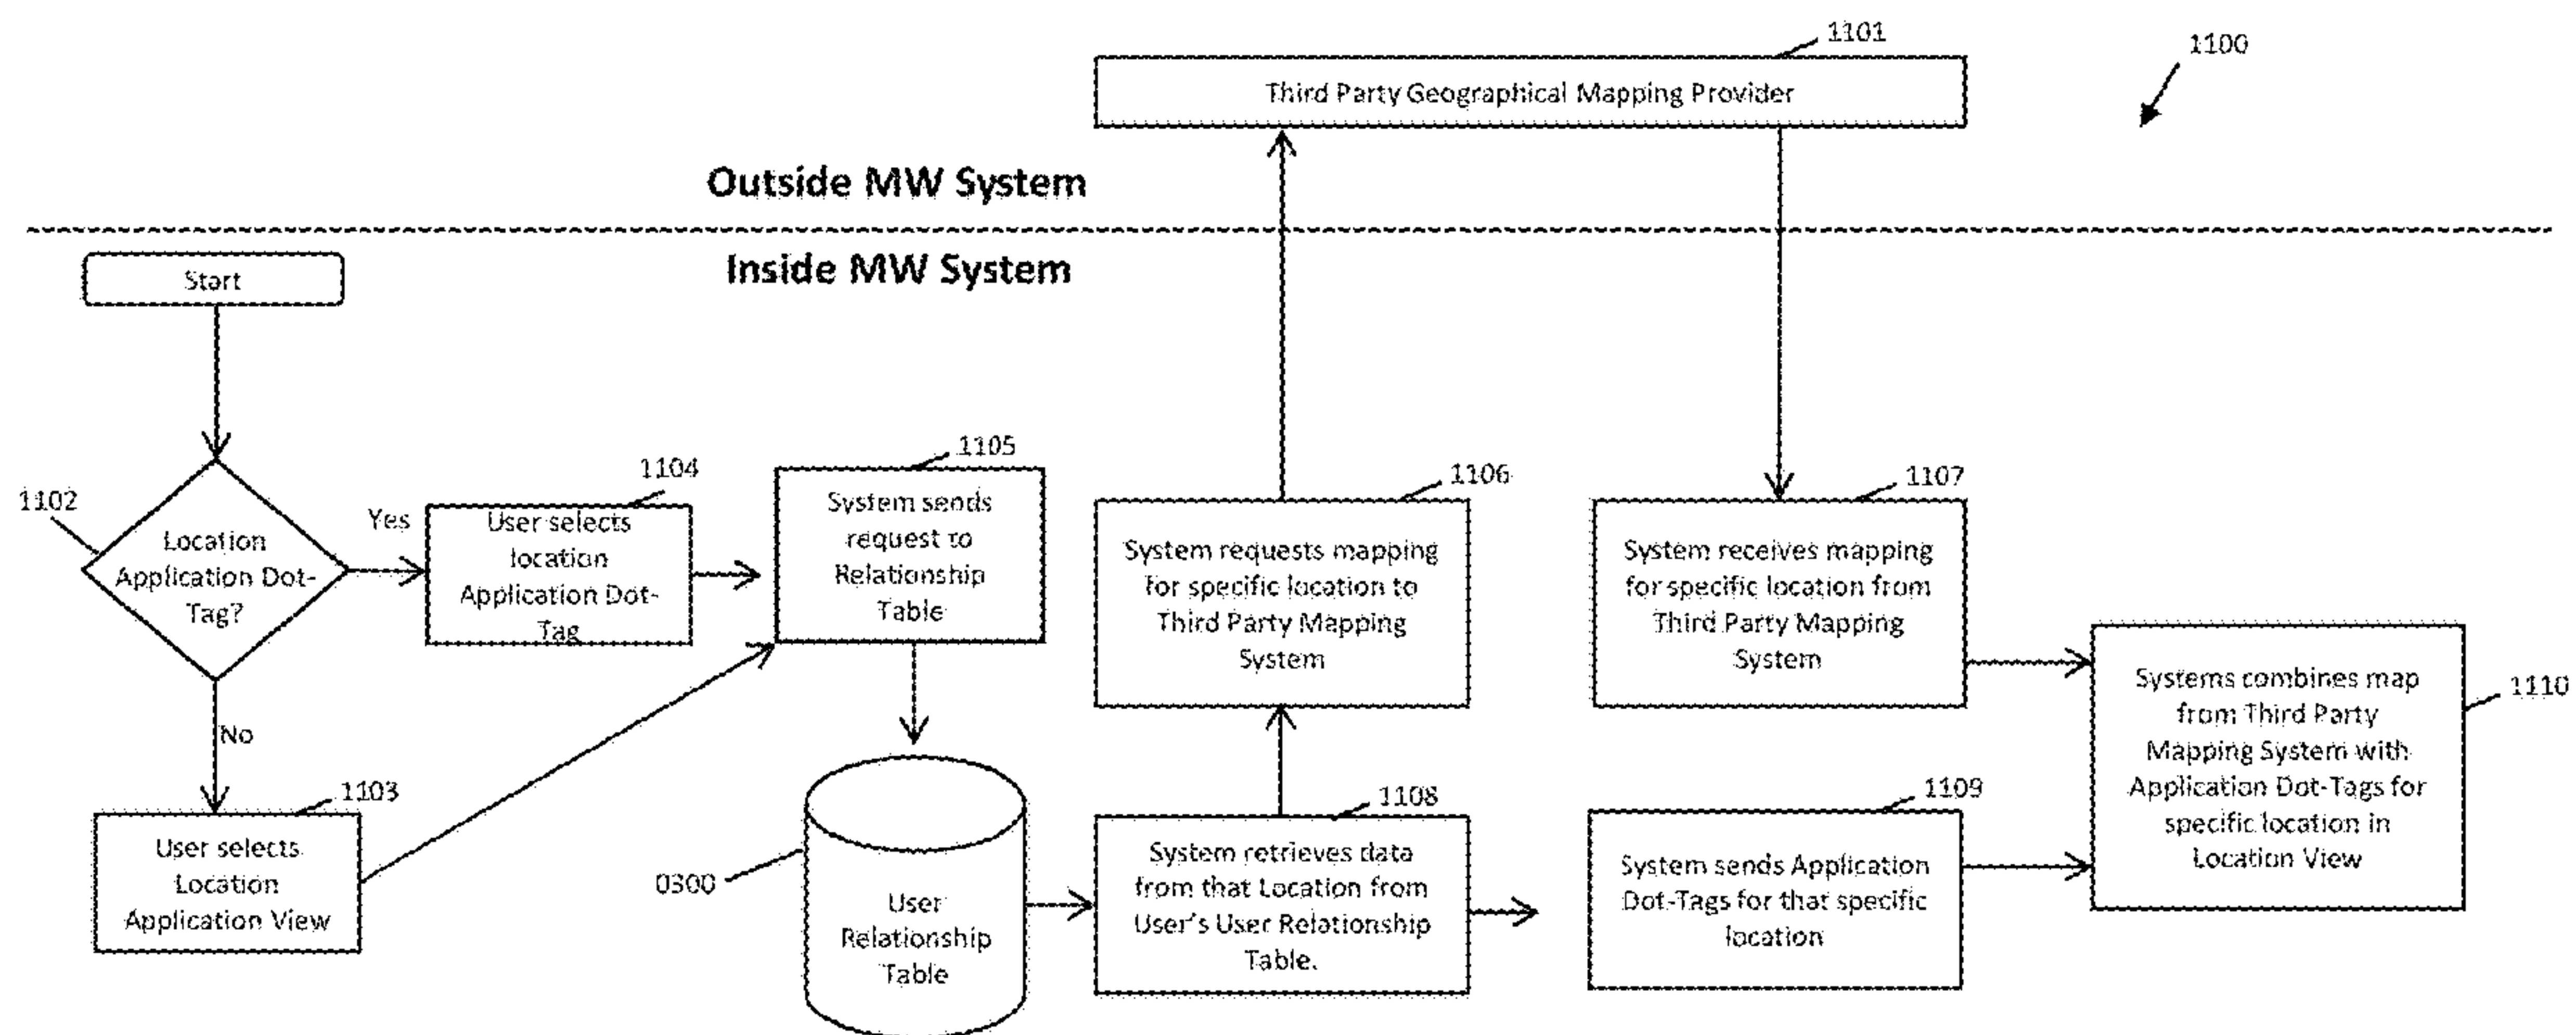 1101
1100
Third Party Geographical Mapping Provider
Outside MW System
Inside MW System
Start
1102
Location
Application Dot-
Tag?
Yes
No
1104
User selects
location
Application Dot-
Tag
1103
User selects
Location
Application View
1105
System sends
request to
Relationship
Table
0300
User
Relationship
Table
1106
System requests mapping
for specific location to
Third Party Mapping
System
1108
System retrieves data
from that Location from
User's User Relationship
Table.
1107
System receives mapping
for specific location from
Third Party Mapping
System
1109
System sends Application
Dot-Tags for that specific
location
1110
Systems combines map
from Third Party
Mapping System with
Application Dot-Tags for
specific location in
Location View